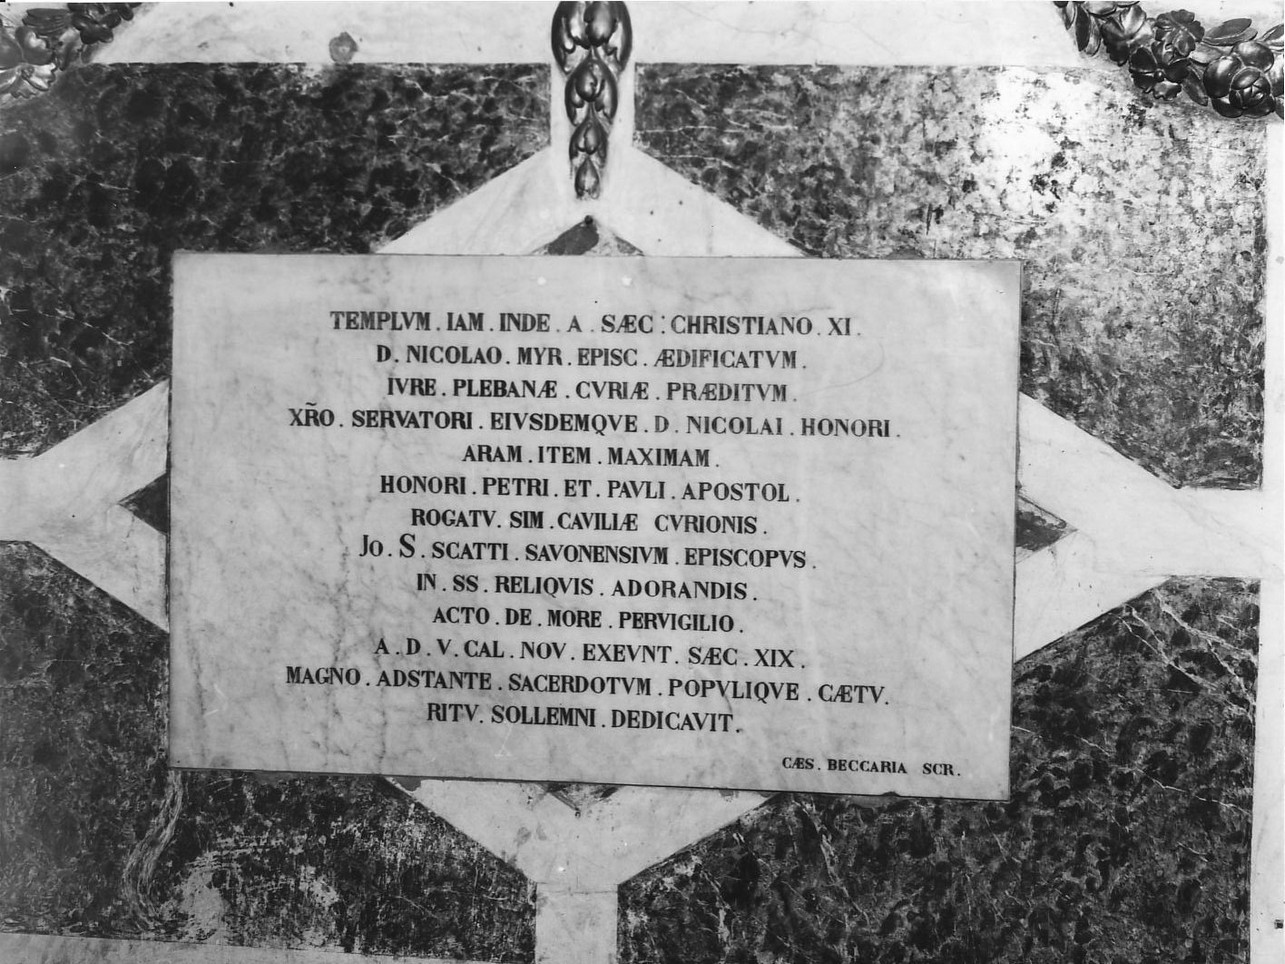 TEMPLVM . IAM . INDE . A . SÆC : CHRISTIANO . XI .
D . NICOLAO . MYR . EPISC . ÆDIFICATVM .
IVRE . PLEBANÆ . CVRIÆ . PRÆDITVM .
XR̃O . SERVATORI . EIVSDEMQVE . D . NICOLAI . HONORI .
ARAM . ITEM . MAXIMAM .
HONORI . PETRI . ET . PAVLI . APOSTOL .
ROGATV . SIM . CAVILIÆ CVRIONIS .
Jo . S . SCATTI . SAVONENSIVM . EPISCOPVS .
IN . SS . RELIQVIS . ADORANDIS .
ACTO . DE . MORE . PERVIGILIO .
A . D . V . CAL . NOV . EXEVNT . SÆC . XIX .
MAGNO . ADSTANTE . SACERDOTVM . POPVLIQVE . CÆTV .
RITV . SOLLEMNI . DEDICAVIT .
CÆS . BECCARIA SCR .